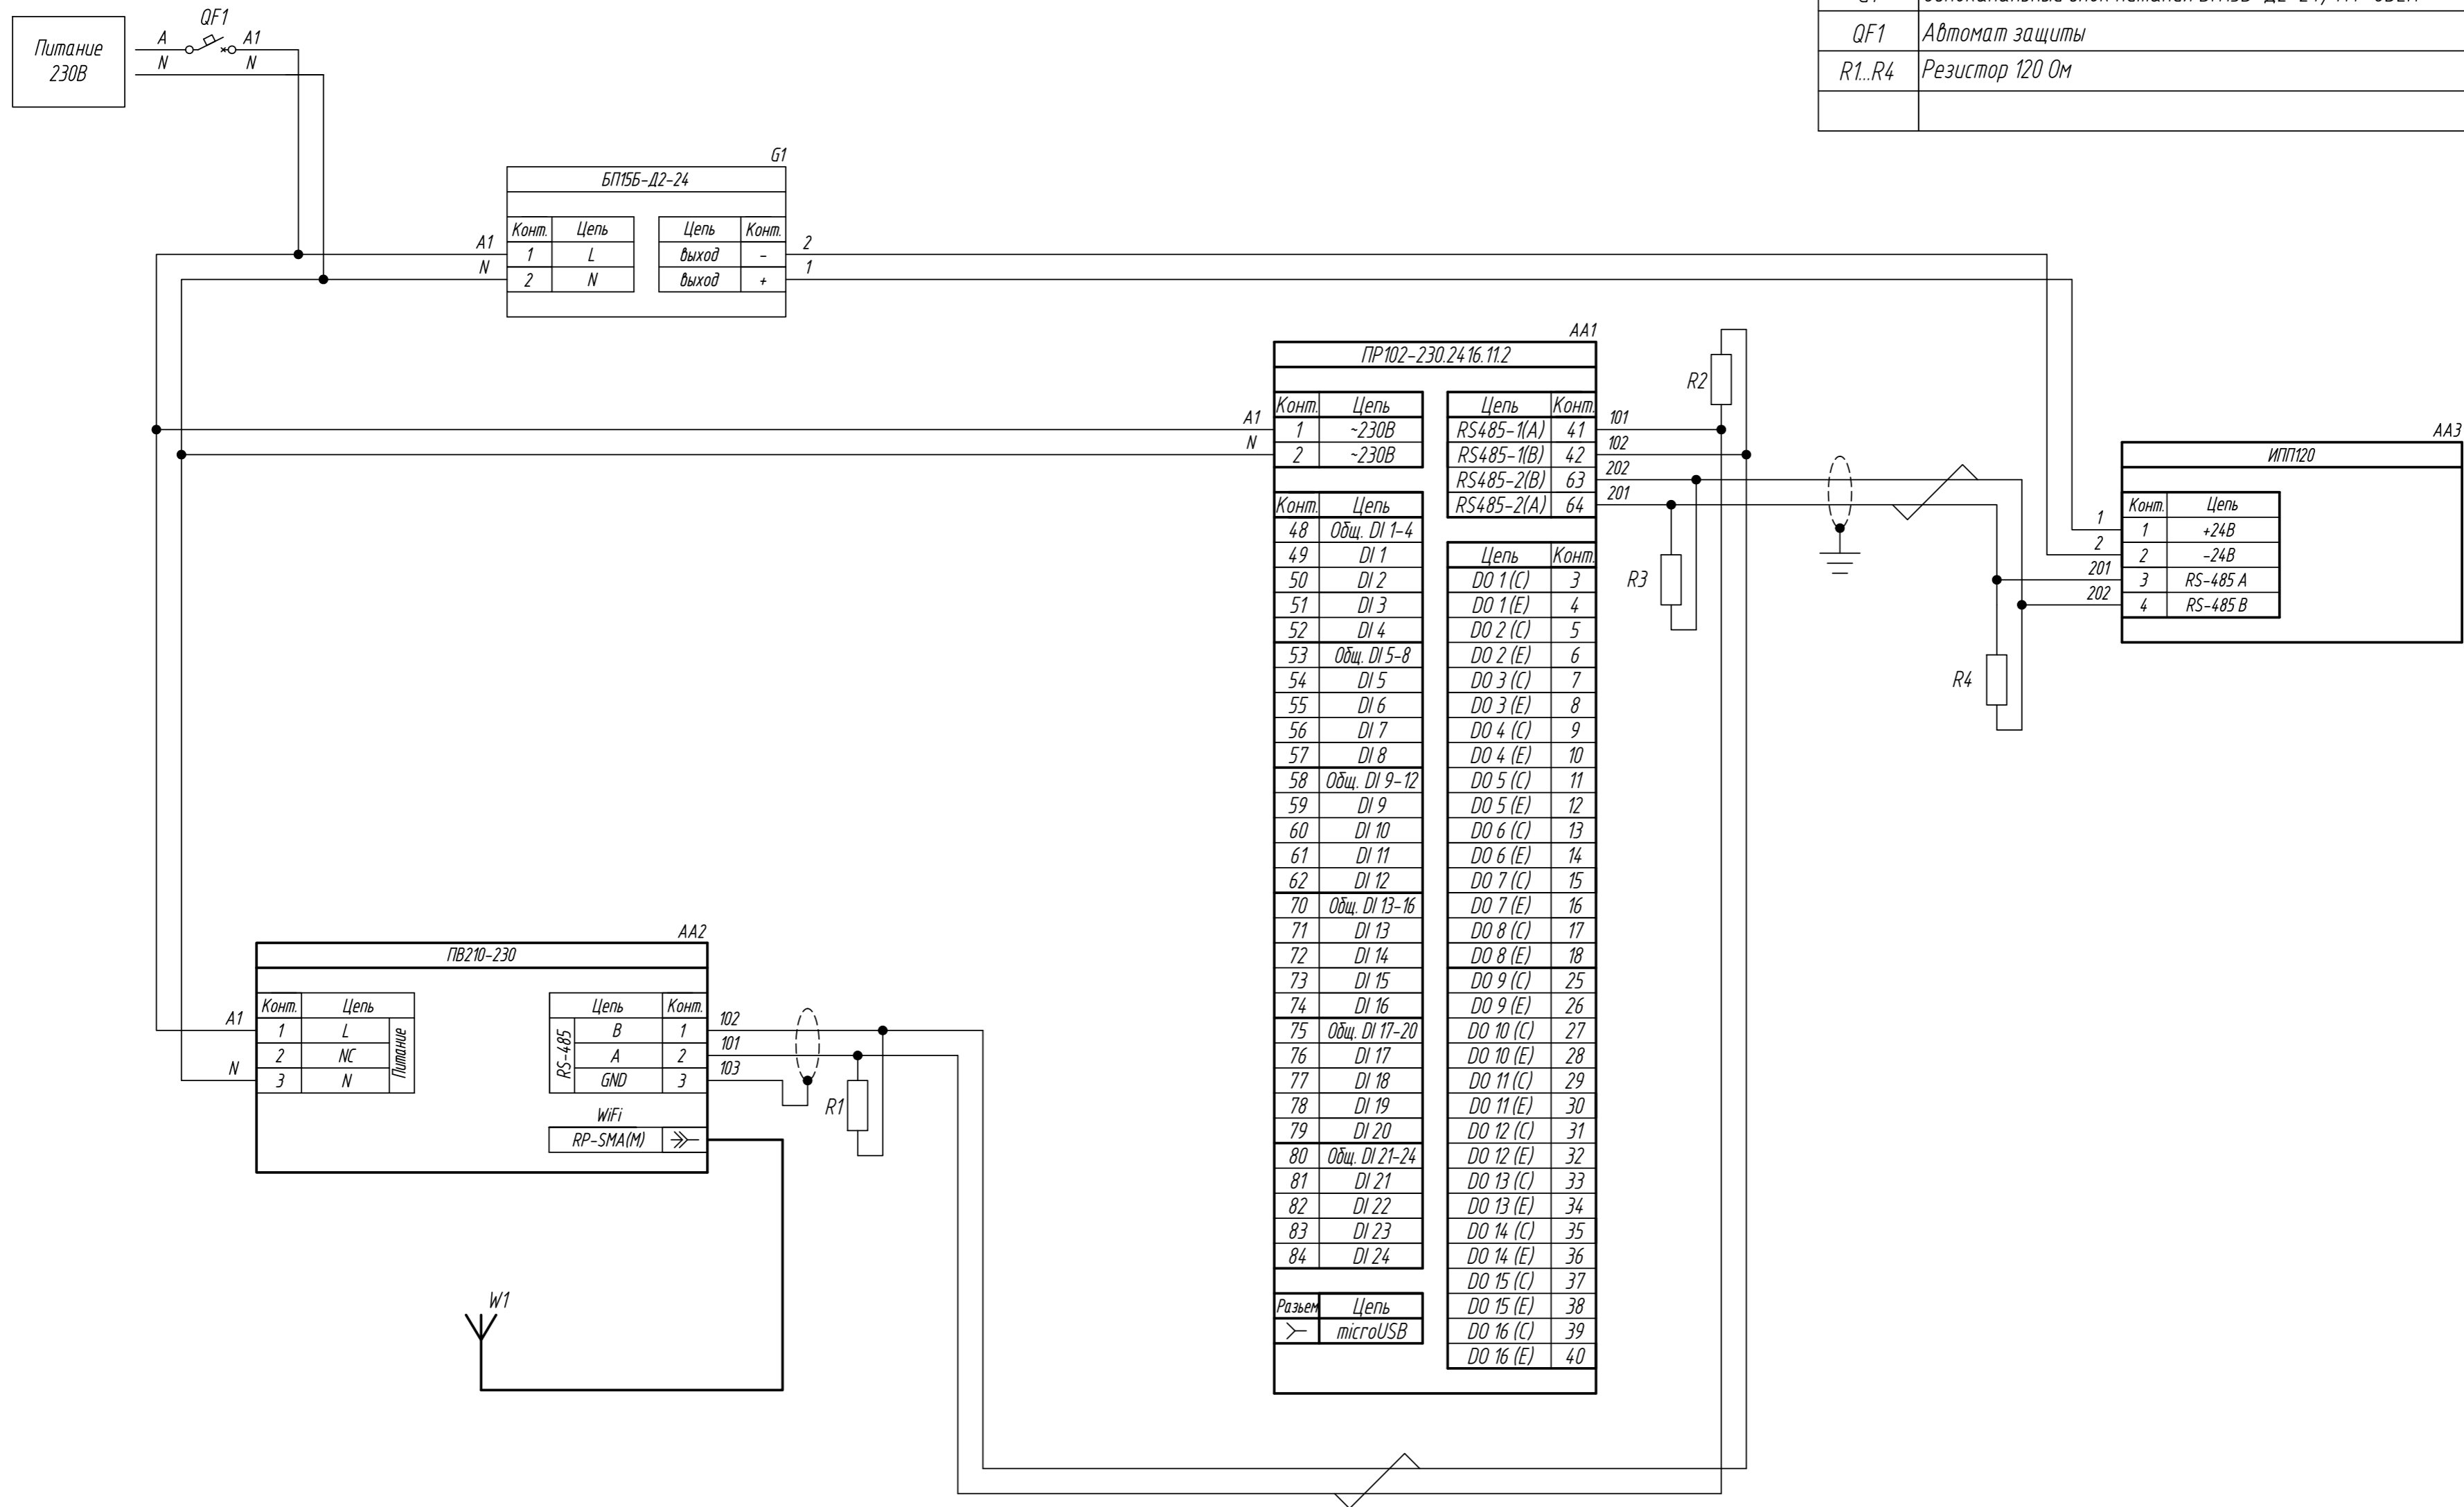 QF1
Питание
230В
A
A1
N
N
QF1
Автомат защиты
R1...R4
Резистор 120 Ом
G1
БП15Б-Д2-24
Конт.
Цепь
Цепь
Конт.
A1
1
L
выход
-
2
N
2
N
выход
+
1
AA1
ПР102-230.2416.11.2
Конт.
Цепь
Цепь
Конт.
A1
1
~230В
RS485-1(A)
41
101
N
2
~230В
RS485-1(B)
42
102
RS485-2(B)
63
202
Конт.
Цепь
RS485-2(A)
64
201
48
Общ. DI 1-4
49
DI 1
Цепь
Конт.
50
DI 2
DO 1 (C)
3
51
DI 3
DO 1 (E)
4
52
DI 4
DO 2 (C)
5
53
Общ. DI 5-8
DO 2 (E)
6
54
DI 5
DO 3 (C)
7
55
DI 6
DO 3 (E)
8
56
DI 7
DO 4 (C)
9
57
DI 8
DO 4 (E)
10
58
Общ. DI 9-12
DO 5 (C)
11
59
DI 9
DO 5 (E)
12
60
DI 10
DO 6 (C)
13
61
DI 11
DO 6 (E)
14
62
DI 12
DO 7 (C)
15
70
Общ. DI 13-16
DO 7 (E)
16
71
DI 13
DO 8 (C)
17
72
DI 14
DO 8 (E)
18
73
DI 15
DO 9 (C)
25
74
DI 16
DO 9 (E)
26
75
Общ. DI 17-20
DO 10 (C)
27
76
DI 17
DO 10 (E)
28
77
DI 18
DO 11 (C)
29
78
DI 19
DO 11 (E)
30
79
DI 20
DO 12 (C)
31
80
Общ. DI 21-24
DO 12 (E)
32
81
DI 21
DO 13 (C)
33
82
DI 22
DO 13 (E)
34
83
DI 23
DO 14 (C)
35
84
DI 24
DO 14 (E)
36
DO 15 (C)
37
Разъем
Цепь
DO 15 (E)
38
microUSB
DO 16 (C)
39
DO 16 (E)
40
R2
R3
R4
AA3
ИПП120
Конт.
Цепь
1
1
+24В
2
2
-24В
201
3
RS-485 A
202
4
RS-485 B
AA2
ПВ210-230
Конт.
Цепь
Цепь
Конт.
A1
1
L
B
1
102
2
NC
A
2
101
N
3
N
GND
3
103
Питание
RS-485
WiFi
RP-SMA(M)
R1
W1